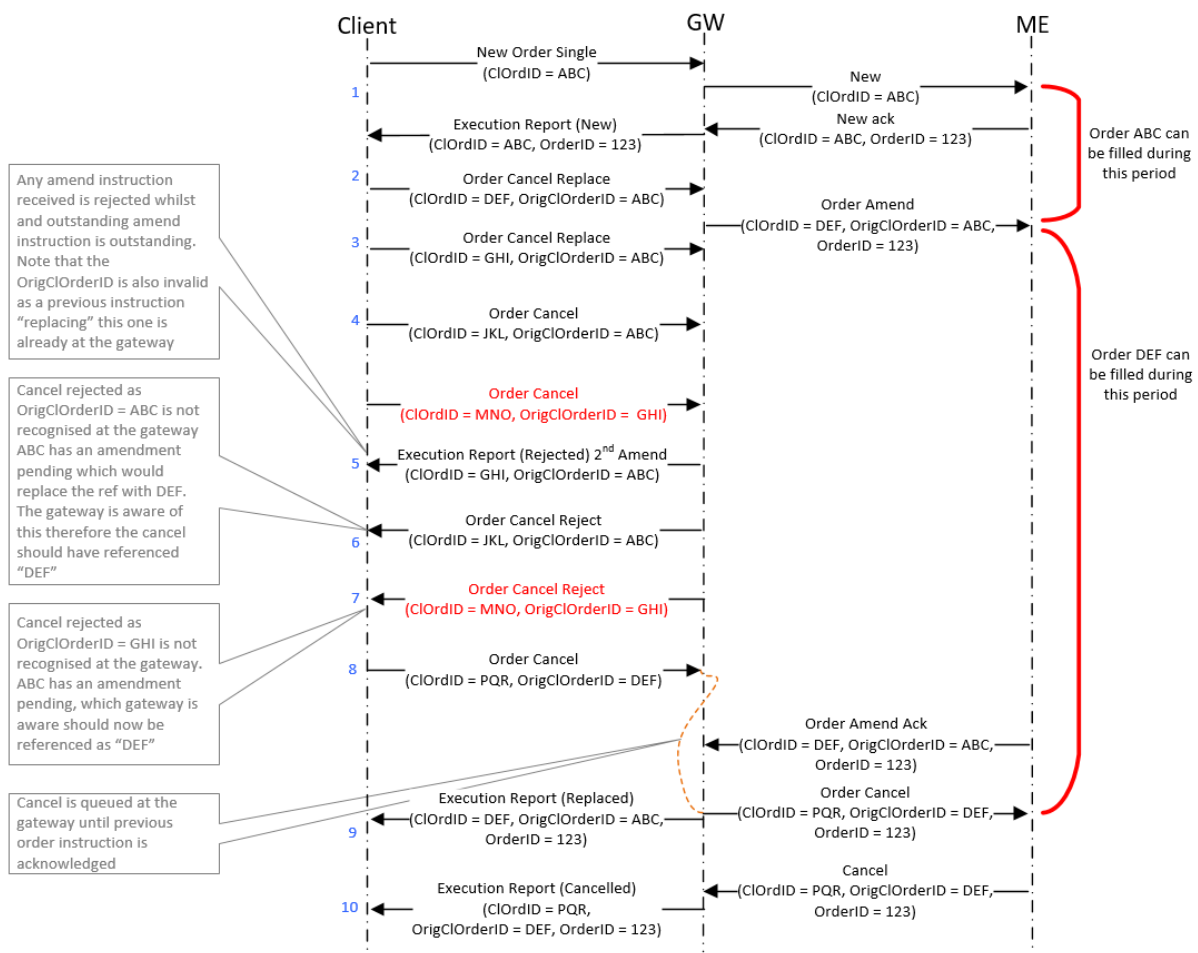 Client
GW
ME
New Order Single
(ClOrdID = ABC)
1
New
(ClOrdID = ABC)
New ack
(ClOrdID = ABC, OrderID = 123)
Execution Report (New)
(ClOrdID = ABC, OrderID = 123)
Order ABC can
be filled during
this period
2
Order Cancel Replace
(ClOrdID = DEF, OrigClOrderID = ABC)
Order Amend
(ClOrdID = DEF, OrigClOrderID = ABC,
OrderID = 123)
3
Order Cancel Replace
(ClOrdID = GHI, OrigClOrderID = ABC)
Any amend instruction
received is rejected whilst
and outstanding amend
instruction is outstanding.
Note that the
OrigClOrderID is also invalid
as a previous instruction
“replacing” this one is
already at the gateway
4
Order Cancel
(ClOrdID = JKL, OrigClOrderID = ABC)
Order DEF can
be filled during
this period
Order Cancel
(ClOrdID = MNO, OrigClOrderID = GHI)
Cancel rejected as
OrigClOrderID = ABC is not
recognised at the gateway
ABC has an amendment
pending which would
replace the ref with DEF.
The gateway is aware of
this therefore the cancel
should have referenced
“DEF”
5
Execution Report (Rejected) 2nd Amend
(ClOrdID = GHI, OrigClOrderID = ABC)
6
Order Cancel Reject
(ClOrdID = JKL, OrigClOrderID = ABC)
7
Order Cancel Reject
(ClOrdID = MNO, OrigClOrderID = GHI)
Cancel rejected as
OrigClOrderID = GHI is not
recognised at the gateway.
ABC has an amendment
pending, which gateway is
aware should now be
referenced as “DEF”
8
Order Cancel
(ClOrdID = PQR, OrigClOrderID = DEF)
Order Amend Ack
(ClOrdID = DEF, OrigClOrderID = ABC,
OrderID = 123)
Cancel is queued at the
gateway until previous
order instruction is
acknowledged
9
Execution Report (Replaced)
(ClOrdID = DEF, OrigClOrderID = ABC,
OrderID = 123)
Order Cancel
(ClOrdID = PQR, OrigClOrderID = DEF,
OrderID = 123)
Cancel
(ClOrdID = PQR, OrigClOrderID = DEF,
OrderID = 123)
10
Execution Report (Cancelled)
(ClOrdID = PQR,
OrigClOrderID = DEF, OrderID = 123)